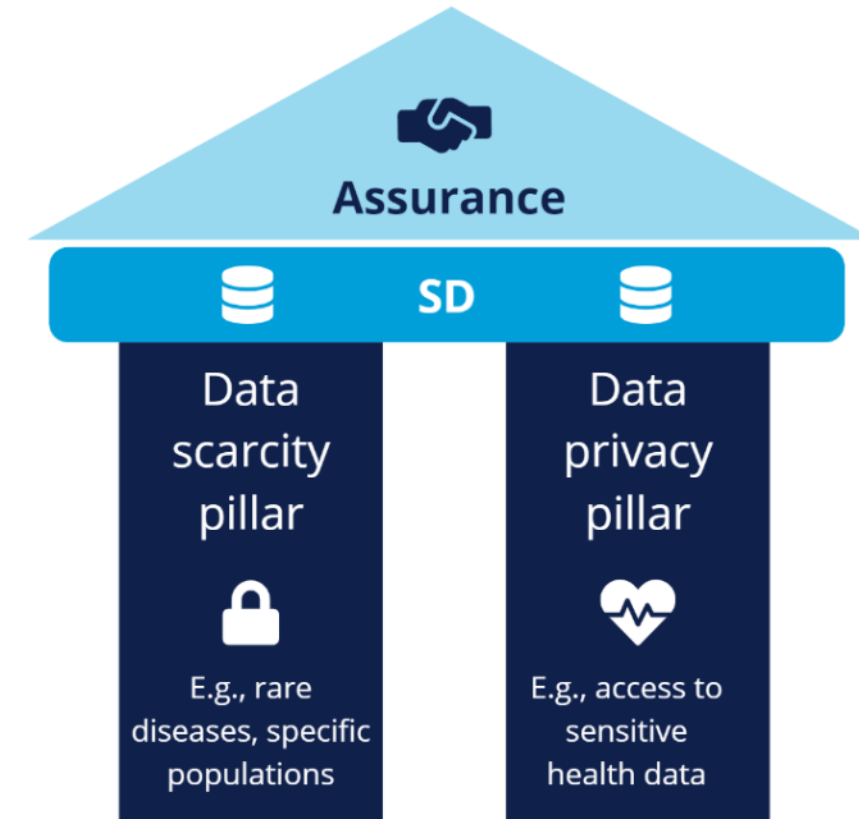 Assurance
SD
Data
scarcity
pillar
E.g., rare
diseases, specific
populations
Data
privacy
pillar
E.g., access to
sensitive
health data